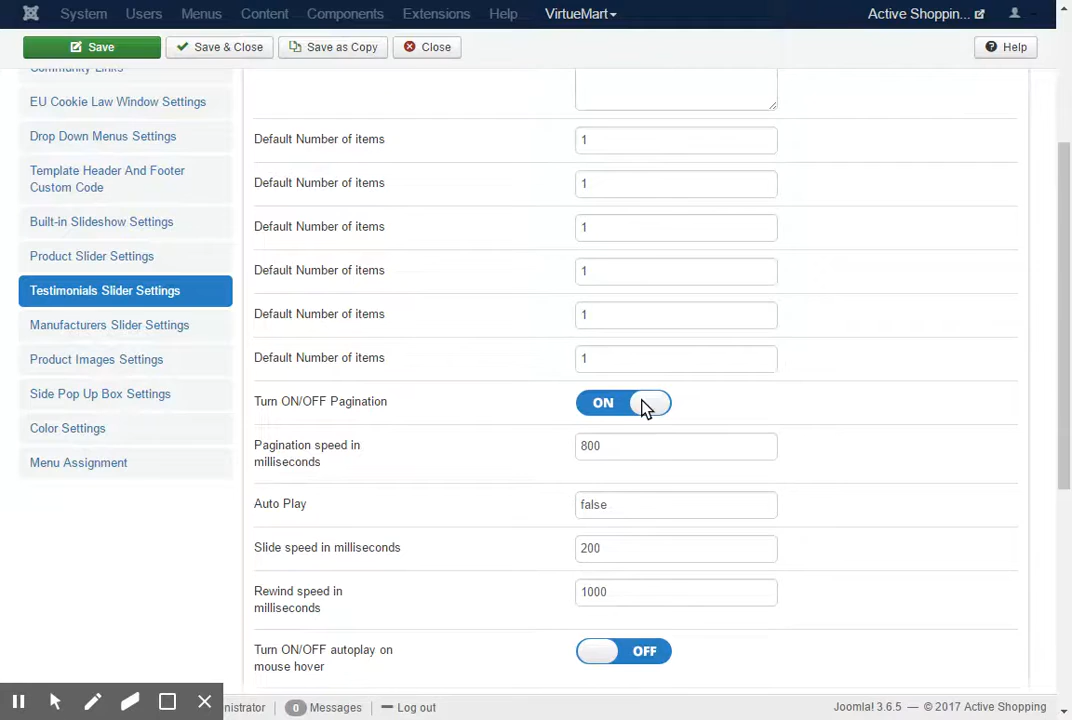 System Users Menus Content Components Extensions Help VirtueMart Active Shoppin...
Save Save & Close Save as Copy Close Help
Community Links
EU Cookie Law Window Settings
Drop Down Menus Settings
Template Header And Footer
Custom Code
Built-in Slideshow Settings
Product Slider Settings
Testimonials Slider Settings
Manufacturers Slider Settings
Product Images Settings
Side Pop Up Box Settings
Color Settings
Menu Assignment
Default Number of items 1
Default Number of items 1
Default Number of items 1
Default Number of items 1
Default Number of items 1
Default Number of items 1
Turn ON/OFF Pagination ON
Pagination speed in
milliseconds 800
Auto Play false
Slide speed in milliseconds 200
Rewind speed in
milliseconds 1000
Turn ON/OFF autoplay on
mouse hover OFF
nistrator 0 Messages Log out Joomla! 3.6.5 — © 2017 Active Shopping